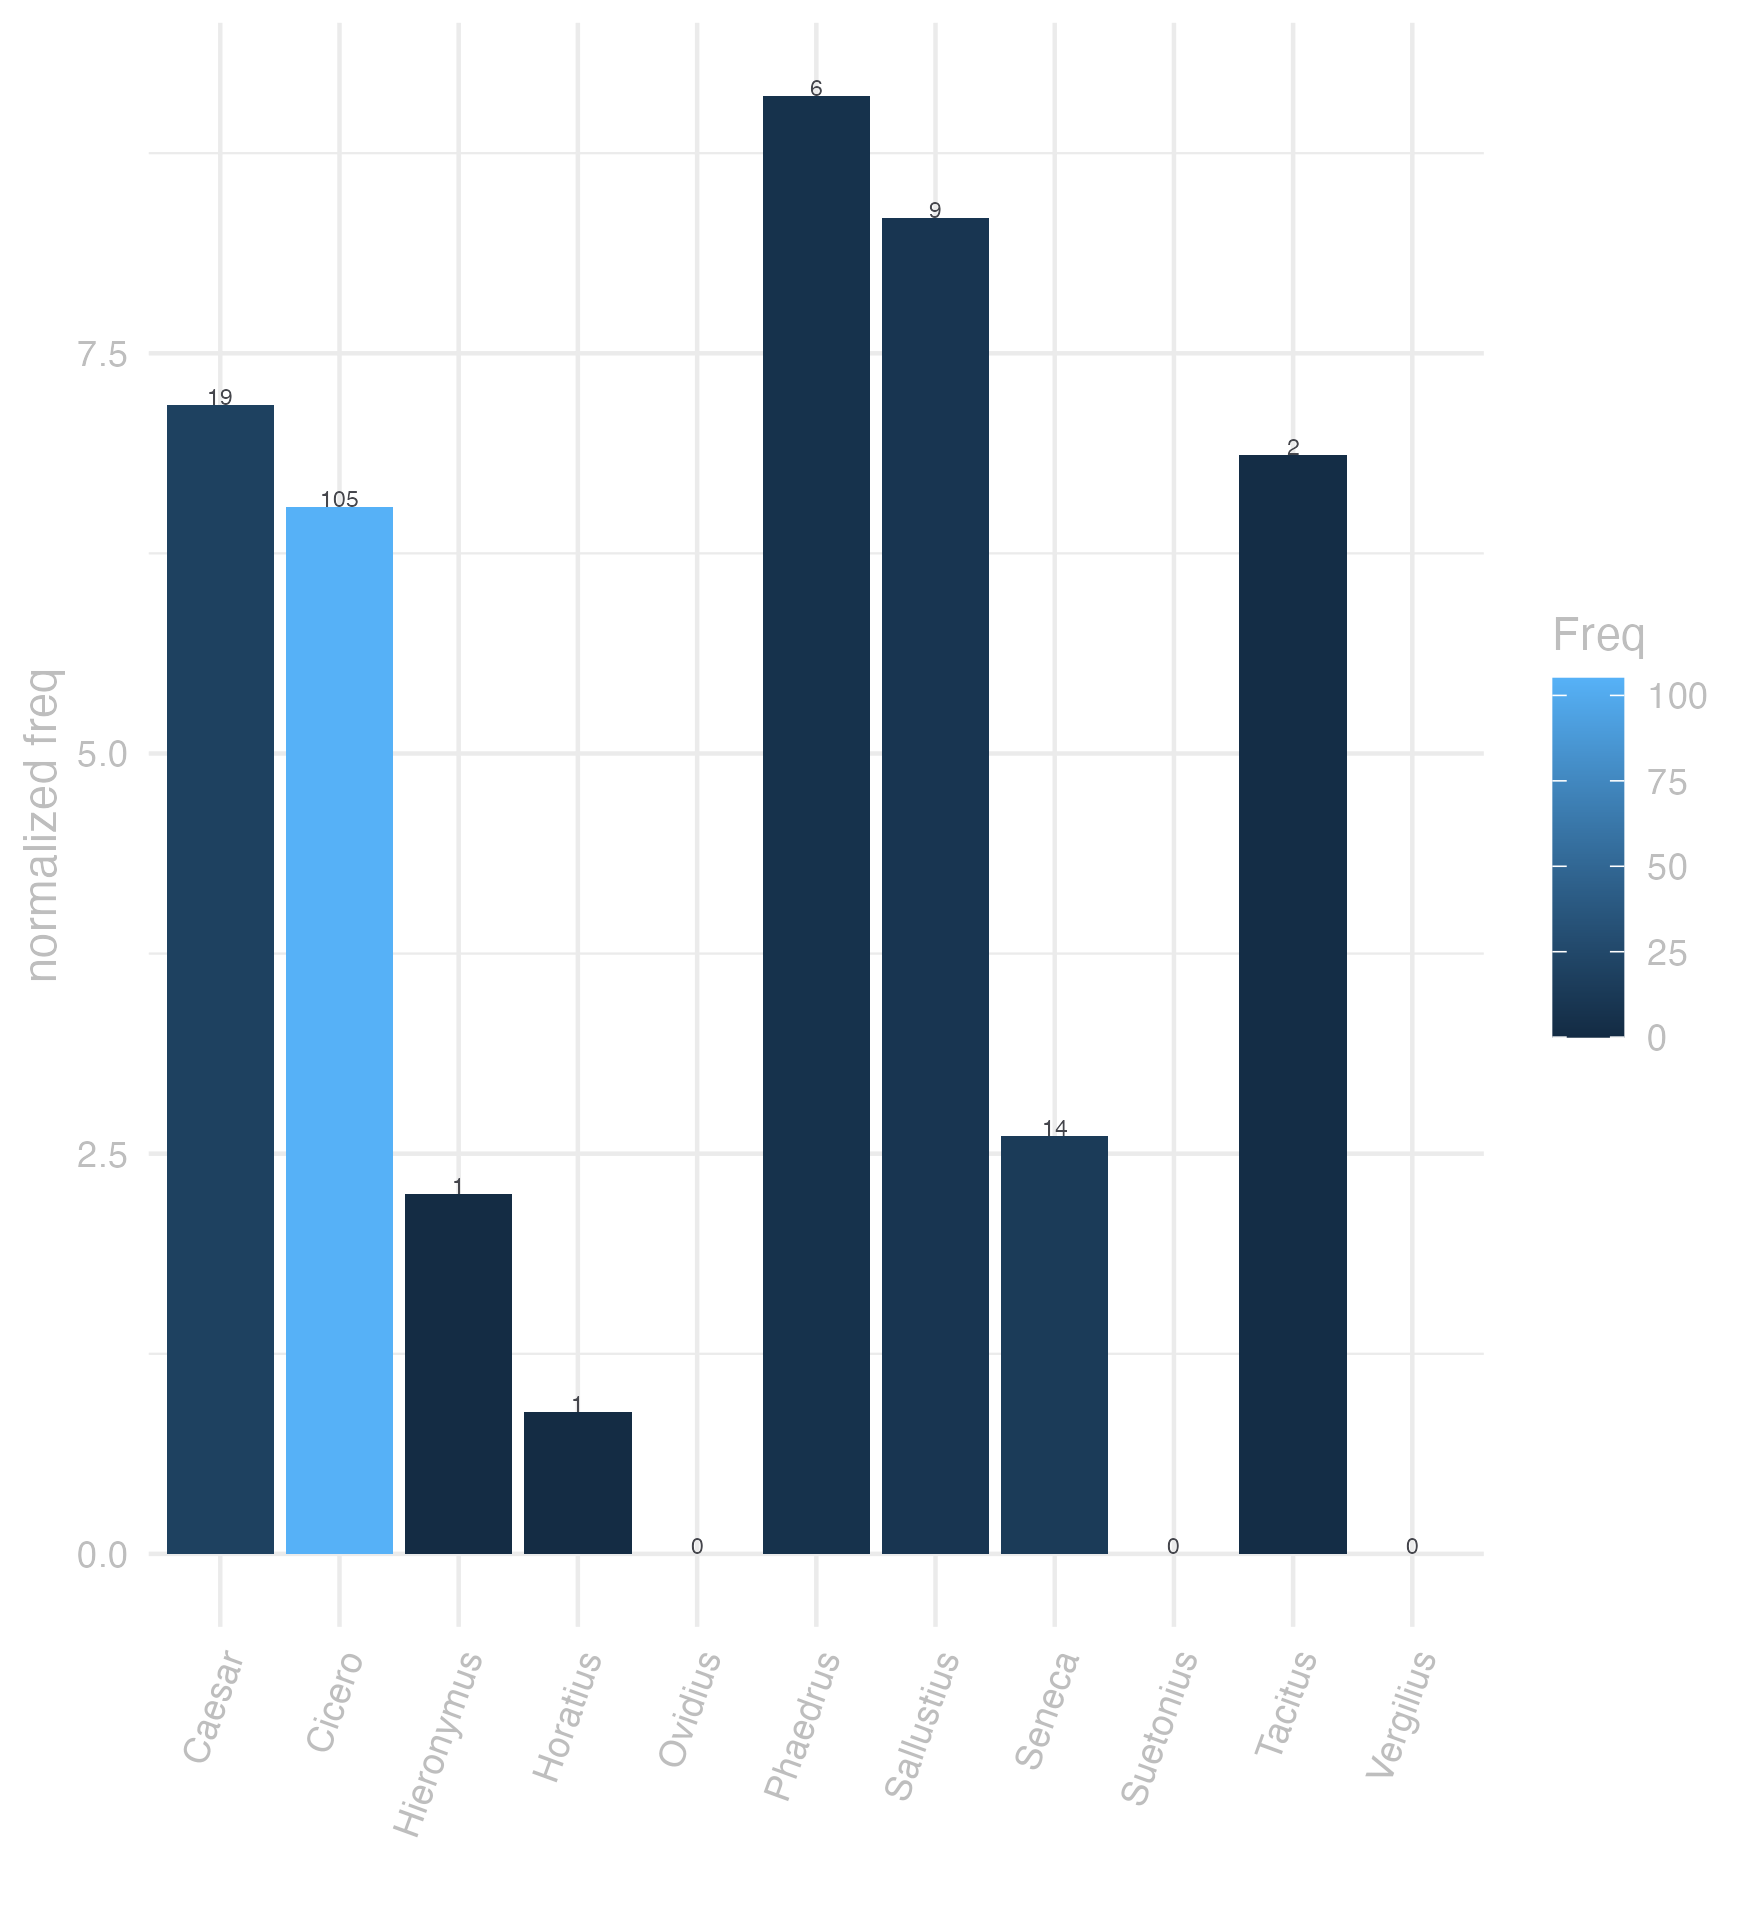 6
9
7.5
19
2
105
normalized freq
5.0
14
2.5
1
1
0.0
0
0
0
Caesar
Cicero
Hieronymus
Horatius
Ovidius
Phaedrus
Sallustius
Seneca
Suetonius
Tacitus
Vergilius
Freq
100
75
50
25
0